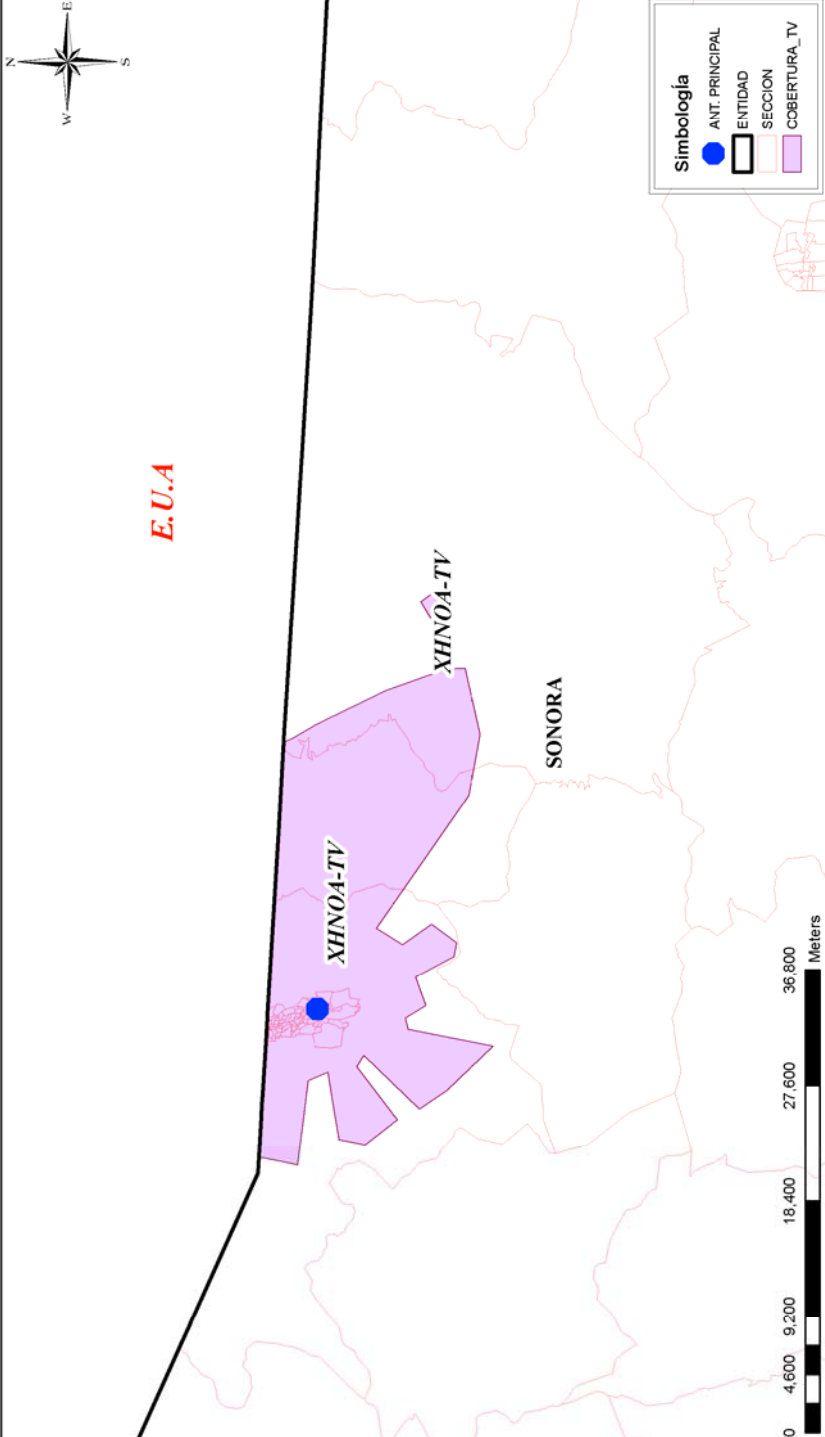 N
W
E
S
E.U.A
XHNOA-TV
XHNOA-TV
SONORA
Simbología
ANT. PRINCIPAL
ENTIDAD
SECCION
COBERTURA_TV
0 4,600 9,200 18,400 27,600 36,800
Meters